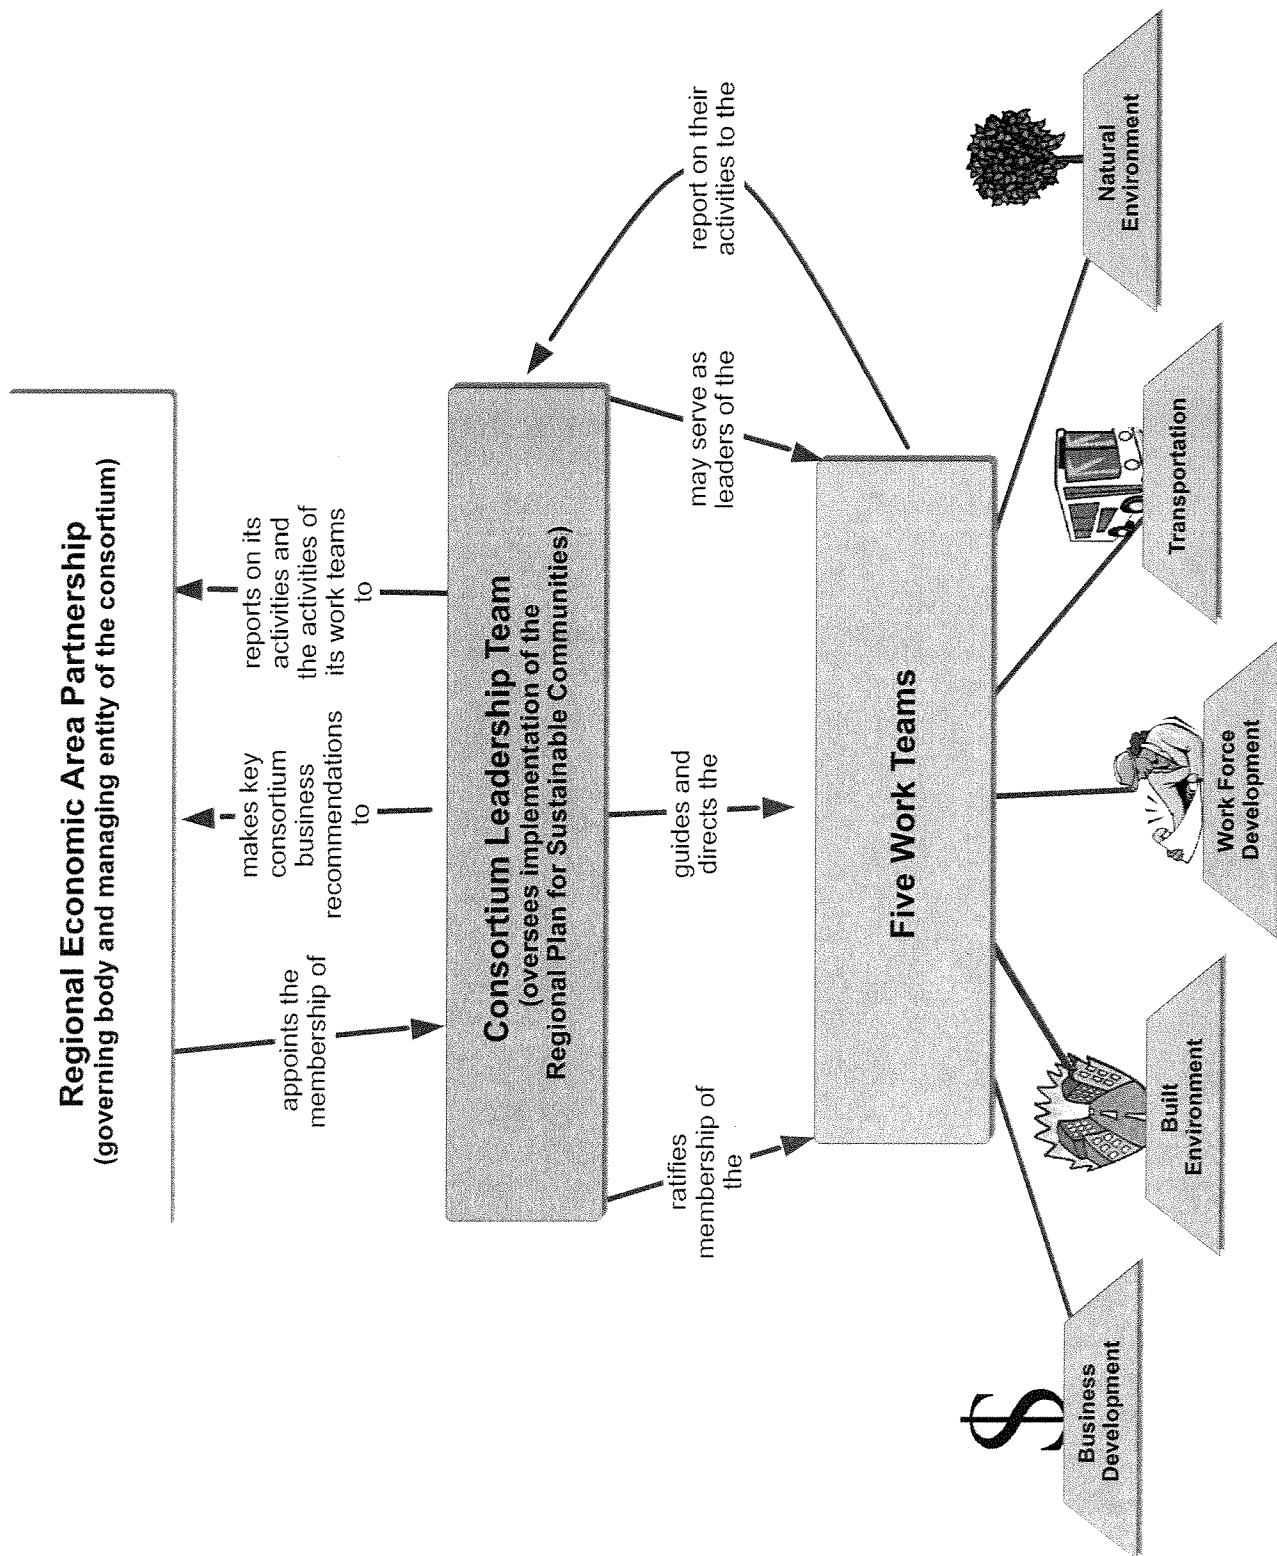 Regional Economic Area Partnership
(governing body and managing entity of the consortium)
appoints the
membership of
makes key
consortium
business
recommendations
to
reports on its
activities and
the activities of
its work teams
to
Consortium Leadership Team
(oversees implementation of the
Regional Plan for Sustainable Communities)
ratifies
membership of
the
guides and
directs the
may serve as
leaders of the
report on their
activities to the
Five Work Teams
$
Business
Development
Built
Environment
Work Force
Development
Transportation
Natural
Environment